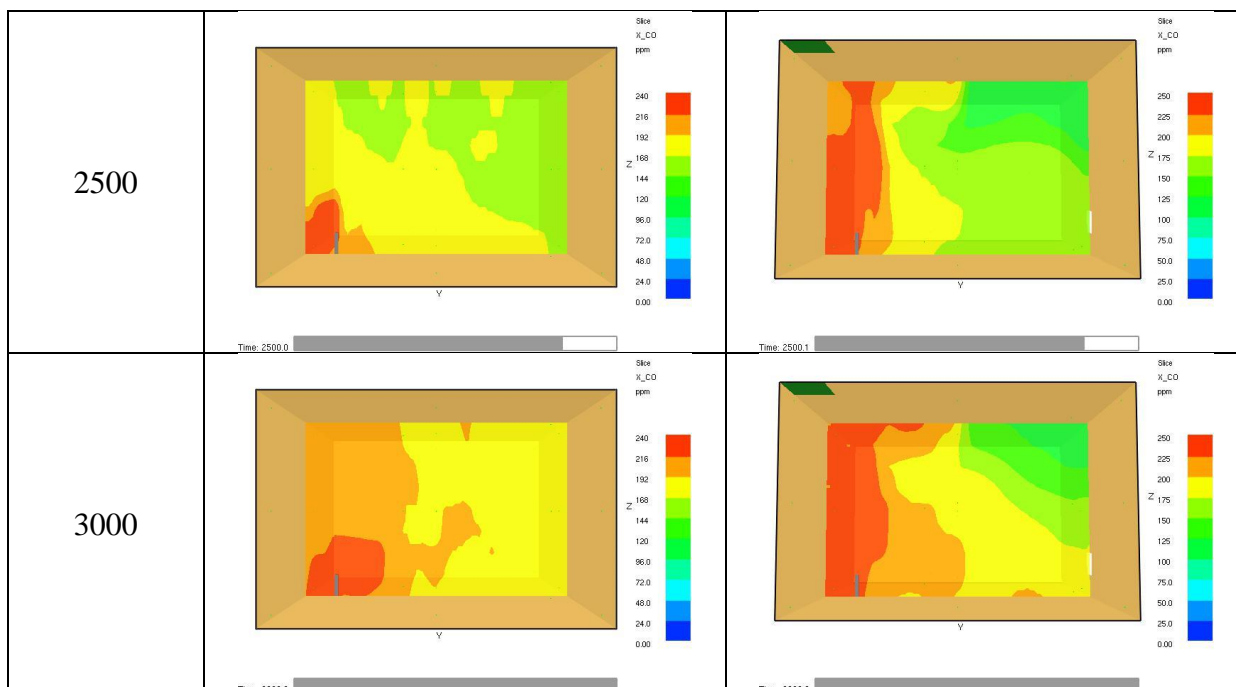 2500
Slice
X_CO
ppm
240
216
192
168
144
120
96.0
72.0
48.0
24.0
0.00
Z
Y
Time: 2500.0
Slice
X_CO
ppm
250
225
200
175
150
125
100
75.0
50.0
25.0
0.00
Z
Y
Time: 2500.1
3000
Slice
X_CO
ppm
240
216
192
168
144
120
96.0
72.0
48.0
24.0
0.00
Z
Y
Slice
X_CO
ppm
250
225
200
175
150
125
100
75.0
50.0
25.0
0.00
Z
Y